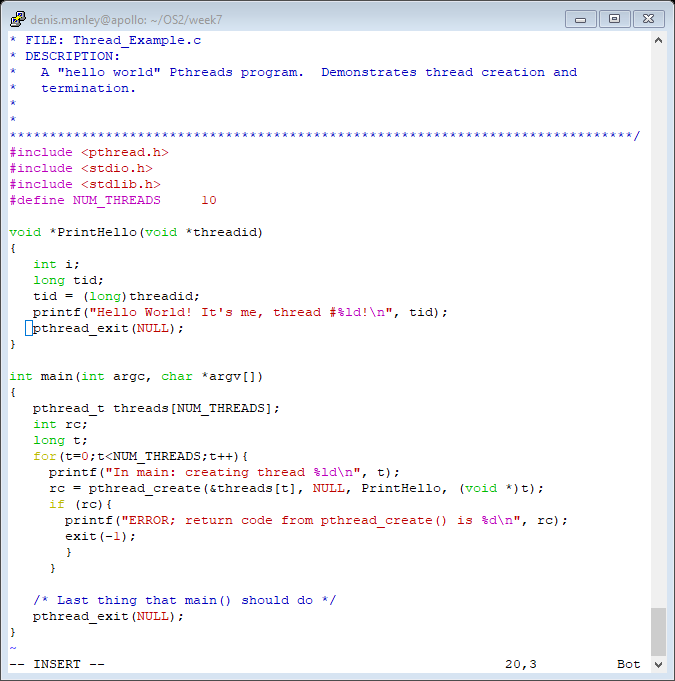 denis.manley@apollo: ~/OS2/week7
* FILE: Thread_Example.c
* DESCRIPTION:
*   A "hello world" Pthreads program.  Demonstrates thread creation and
*   termination.
*
*
******************************************************************************/
#include <pthread.h>
#include <stdio.h>
#include <stdlib.h>
#define NUM_THREADS     10

void *PrintHello(void *threadid)
{
   int i;
   long tid;
   tid = (long)threadid;
   printf("Hello World! It's me, thread #%ld!\n", tid);
   pthread_exit(NULL);
}

int main(int argc, char *argv[])
{
   pthread_t threads[NUM_THREADS];
   int rc;
   long t;
   for(t=0;t<NUM_THREADS;t++){
     printf("In main: creating thread %ld\n", t);
     rc = pthread_create(&threads[t], NULL, PrintHello, (void *)t);
     if (rc){
       printf("ERROR; return code from pthread_create() is %d\n", rc);
       exit(-1);
       }
     }

   /* Last thing that main() should do */
   pthread_exit(NULL);
}
~
-- INSERT --                                                  20,3          Bot